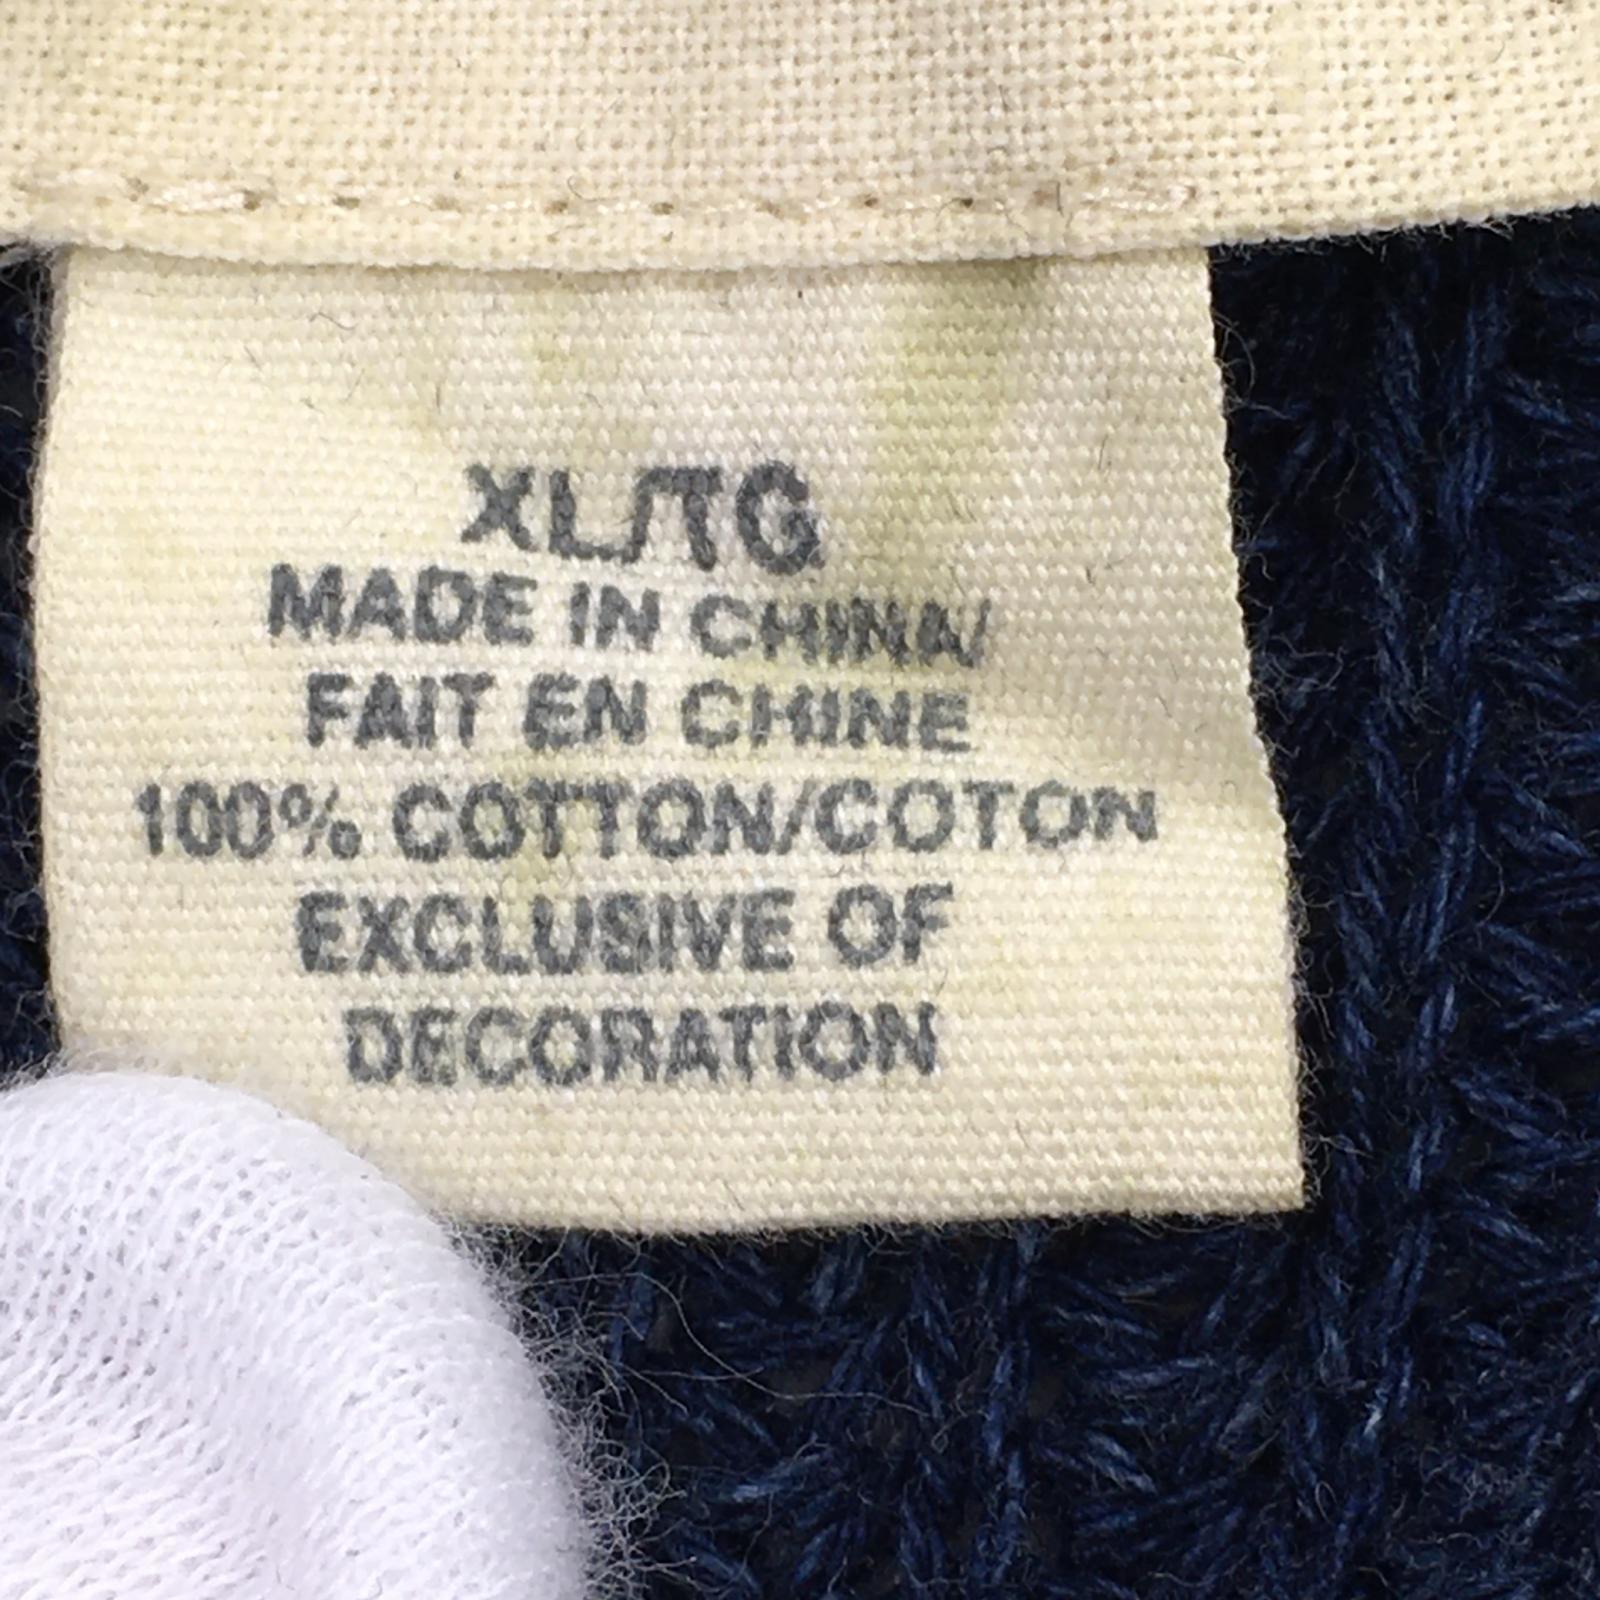 XL/TG
MADE IN CHINA/
FAIT EN CHINE
100% COTTON/COTON
EXCLUSIVE OF
DECORATION